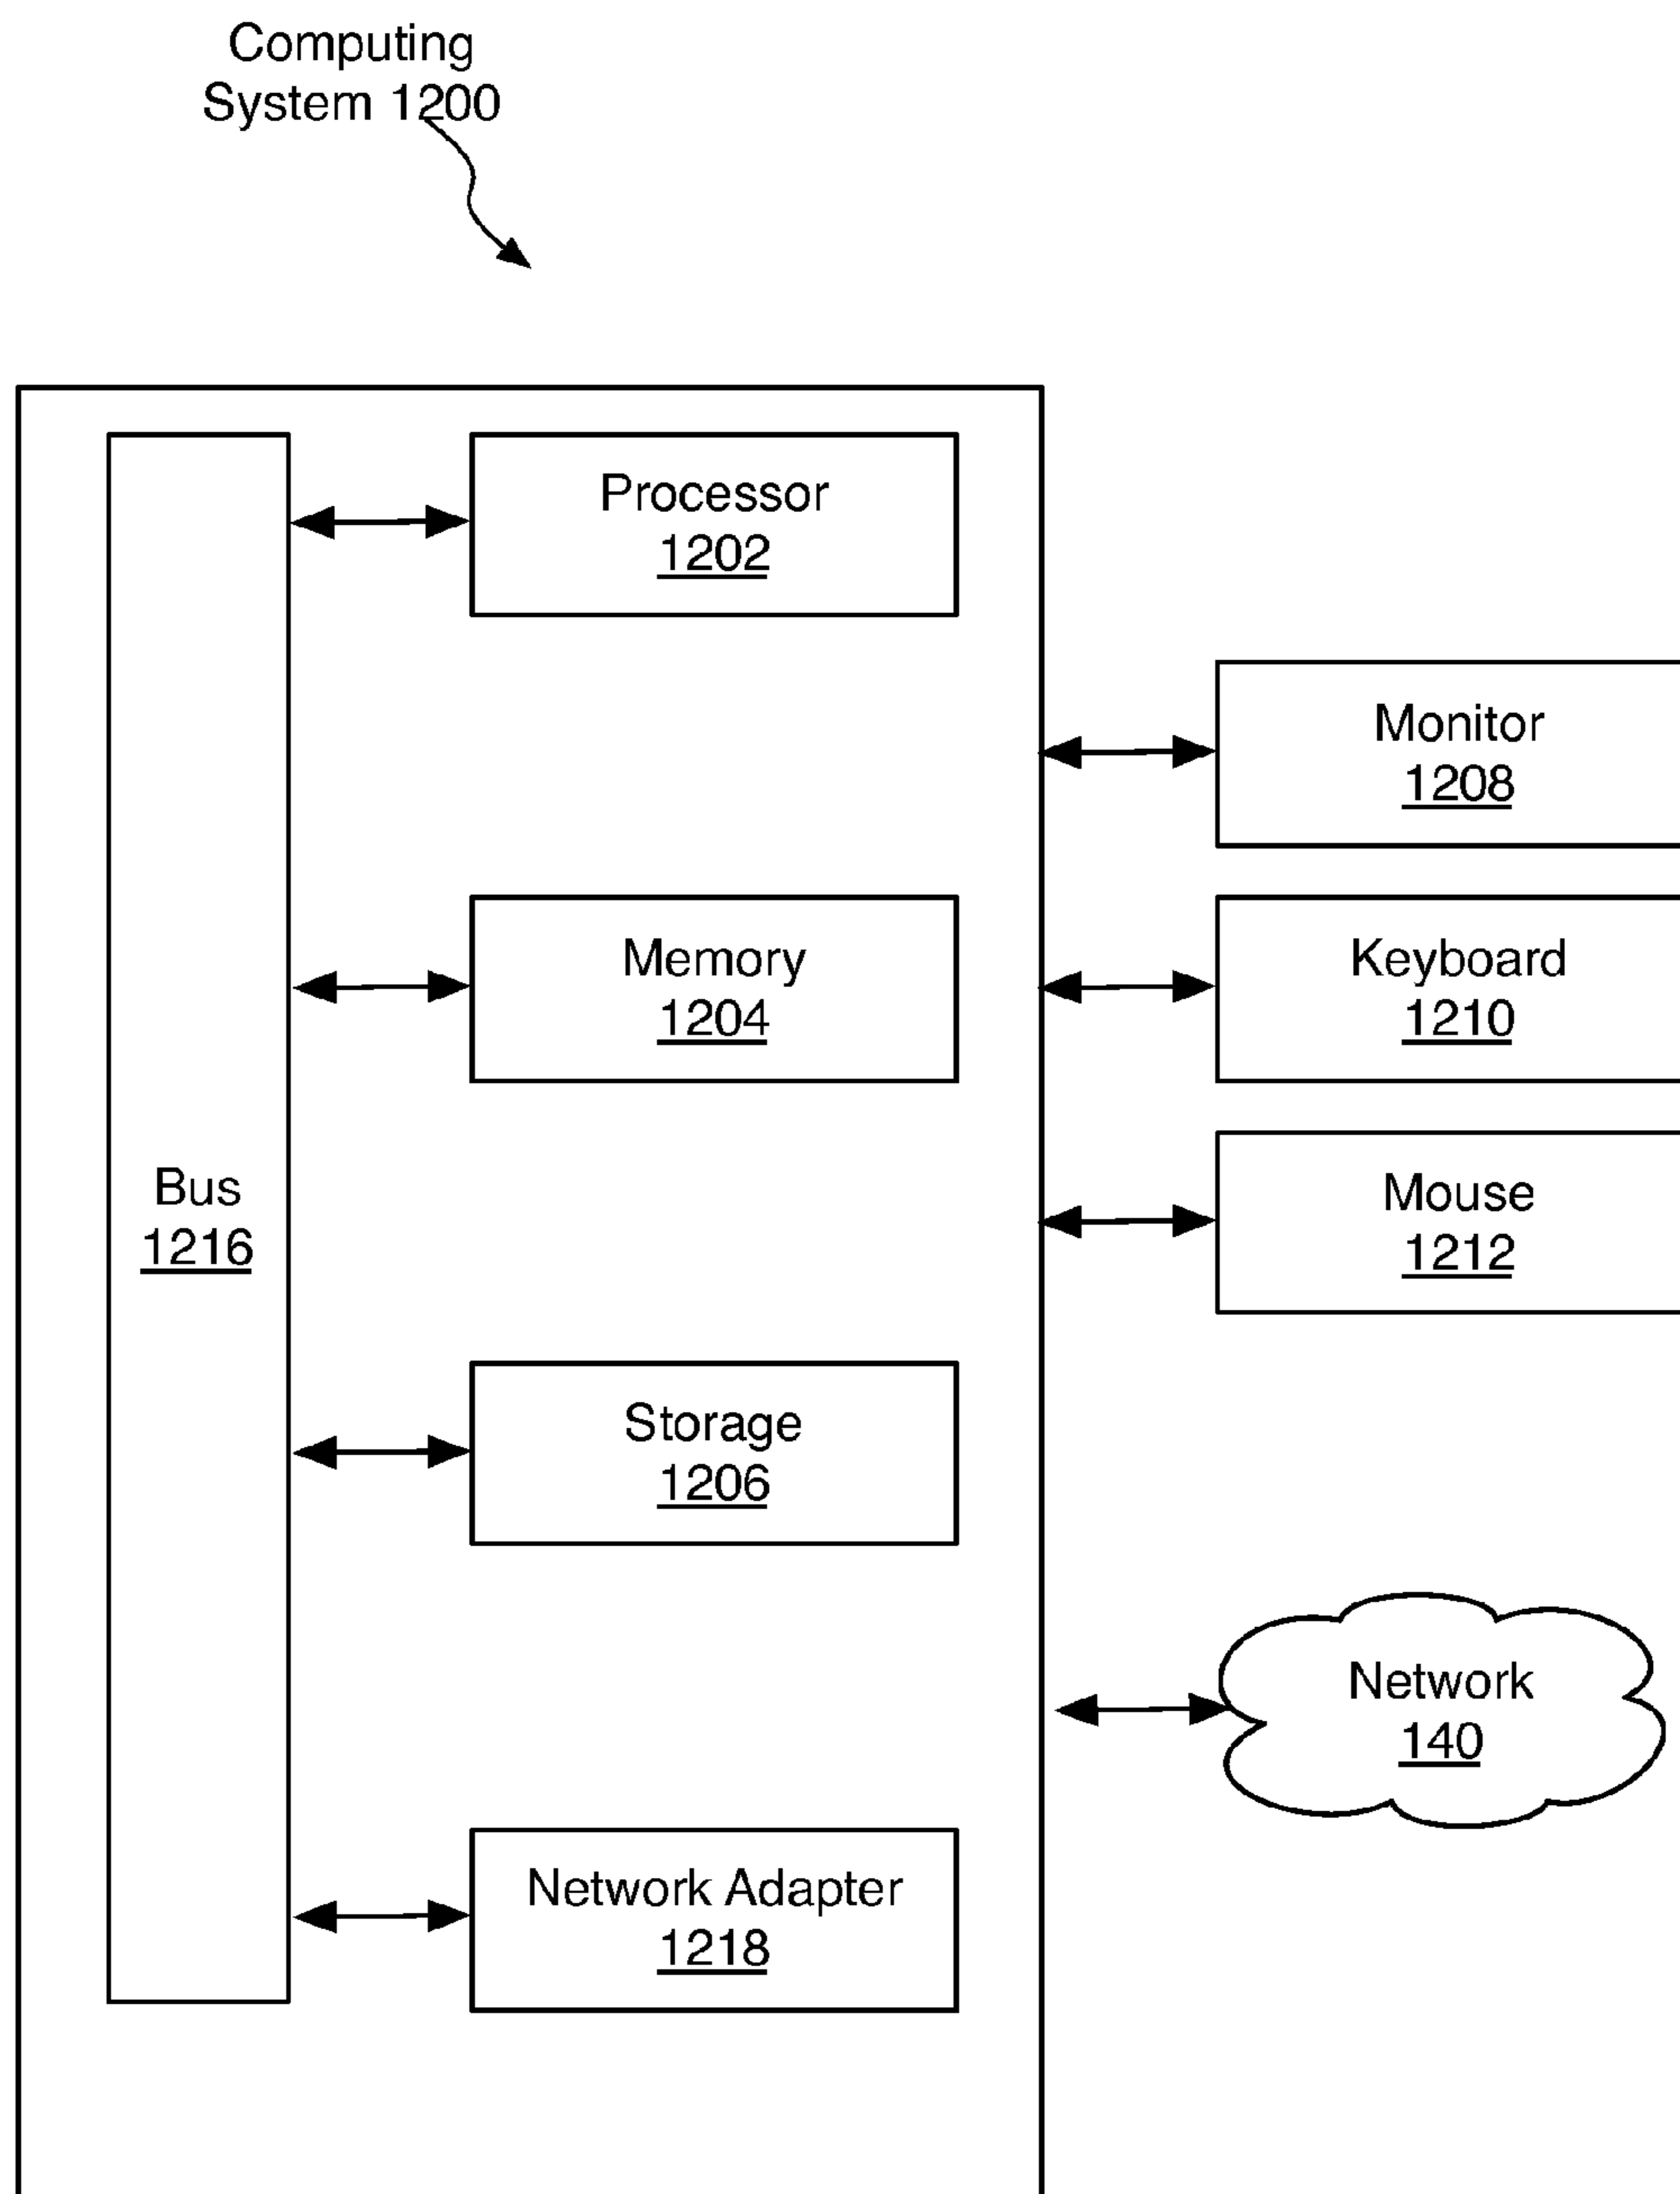 Computing
System 1200
Processor
1202
Monitor
1208
Memory
1204
Keyboard
1210
Bus
1216
Mouse
1212
Storage
1206
Network
140
Network Adapter
1218